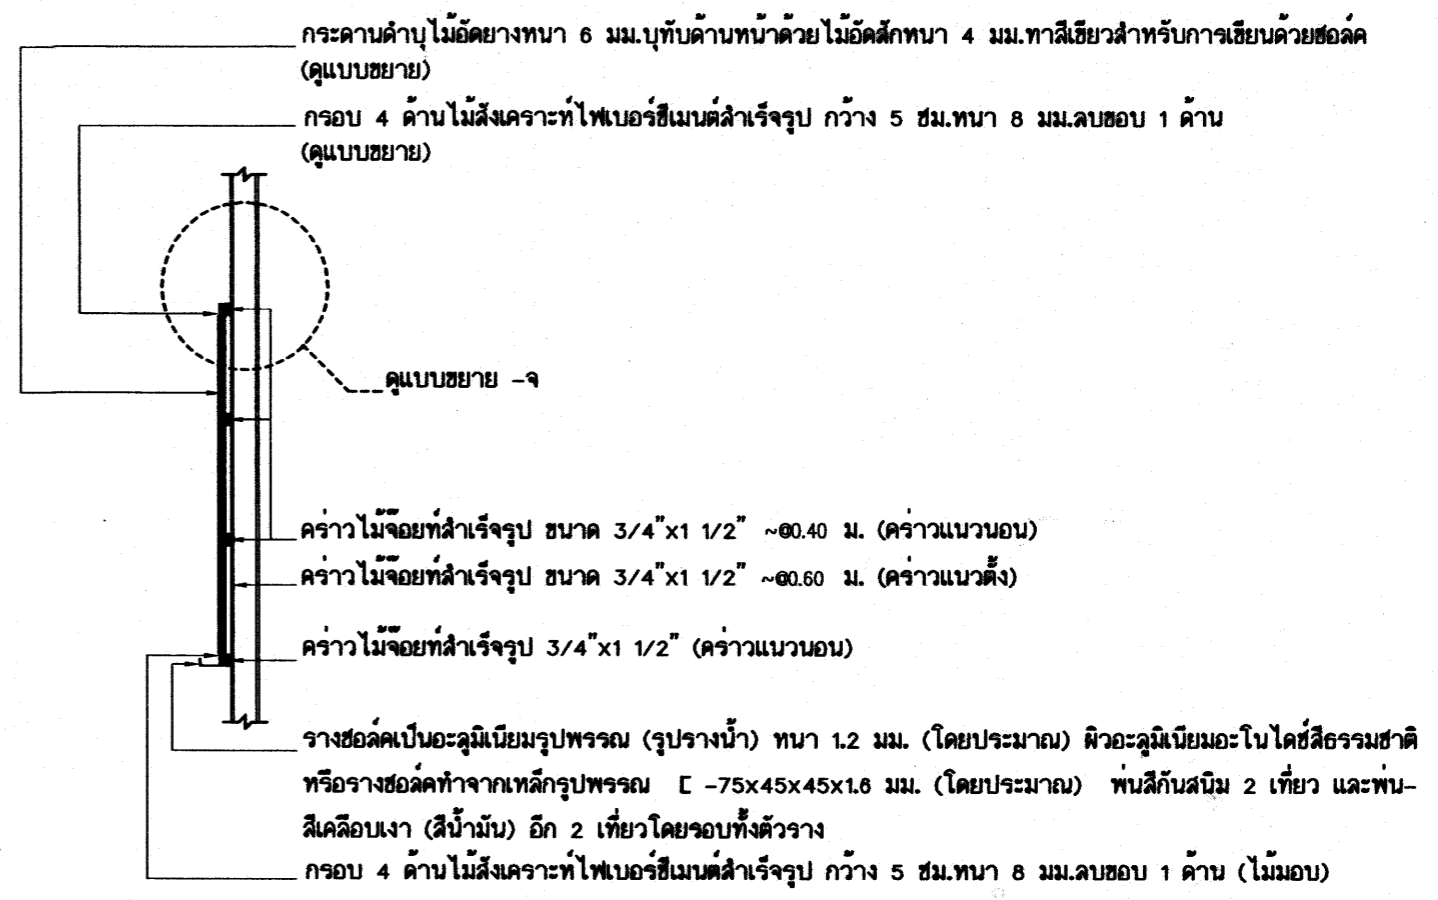 กระดานดำบุไม้อัดยางหนา 6 มม.บุทับด้านหน้าด้วยไม้อัดสักหนา 4 มม.ทาสีเขียวสำหรับการเขียนด้วยชอล์ค
(ดูแบบขยาย)
กรอบ 4 ด้านไม้สังเคราะห์ไฟเบอร์ซีเมนต์สำเร็จรูป กว้าง 5 ซม.หนา 8 มม.ลบขอบ 1 ด้าน
(ดูแบบขยาย)
ดูแบบขยาย -จ
คร่าวไม้จ๊อยท์สำเร็จรูป ขนาด 3/4"x1 1/2" ~@0.40 ม. (คร่าวแนวนอน)
คร่าวไม้จ๊อยท์สำเร็จรูป ขนาด 3/4"x1 1/2" ~@0.60 ม. (คร่าวแนวตั้ง)
คร่าวไม้จ๊อยท์สำเร็จรูป 3/4"x1 1/2" (คร่าวแนวนอน)
รางชอล์คเป็นอะลูมิเนียมรูปพรรณ (รูปรางน้ำ) หนา 1.2 มม. (โดยประมาณ) ผิวอะลูมิเนียมอะโนไดซ์สีธรรมชาติ
หรือรางชอล์คทำจากเหล็กรูปพรรณ [ -75x45x45x1.6 มม. (โดยประมาณ) พ่นสีกันสนิม 2 เที่ยว และพ่น-
สีเคลือบเงา (สีน้ำมัน) อีก 2 เที่ยวโดยรอบทั้งตัวราง
กรอบ 4 ด้านไม้สังเคราะห์ไฟเบอร์ซีเมนต์สำเร็จรูป กว้าง 5 ซม.หนา 8 มม.ลบขอบ 1 ด้าน (ไม้มอบ)